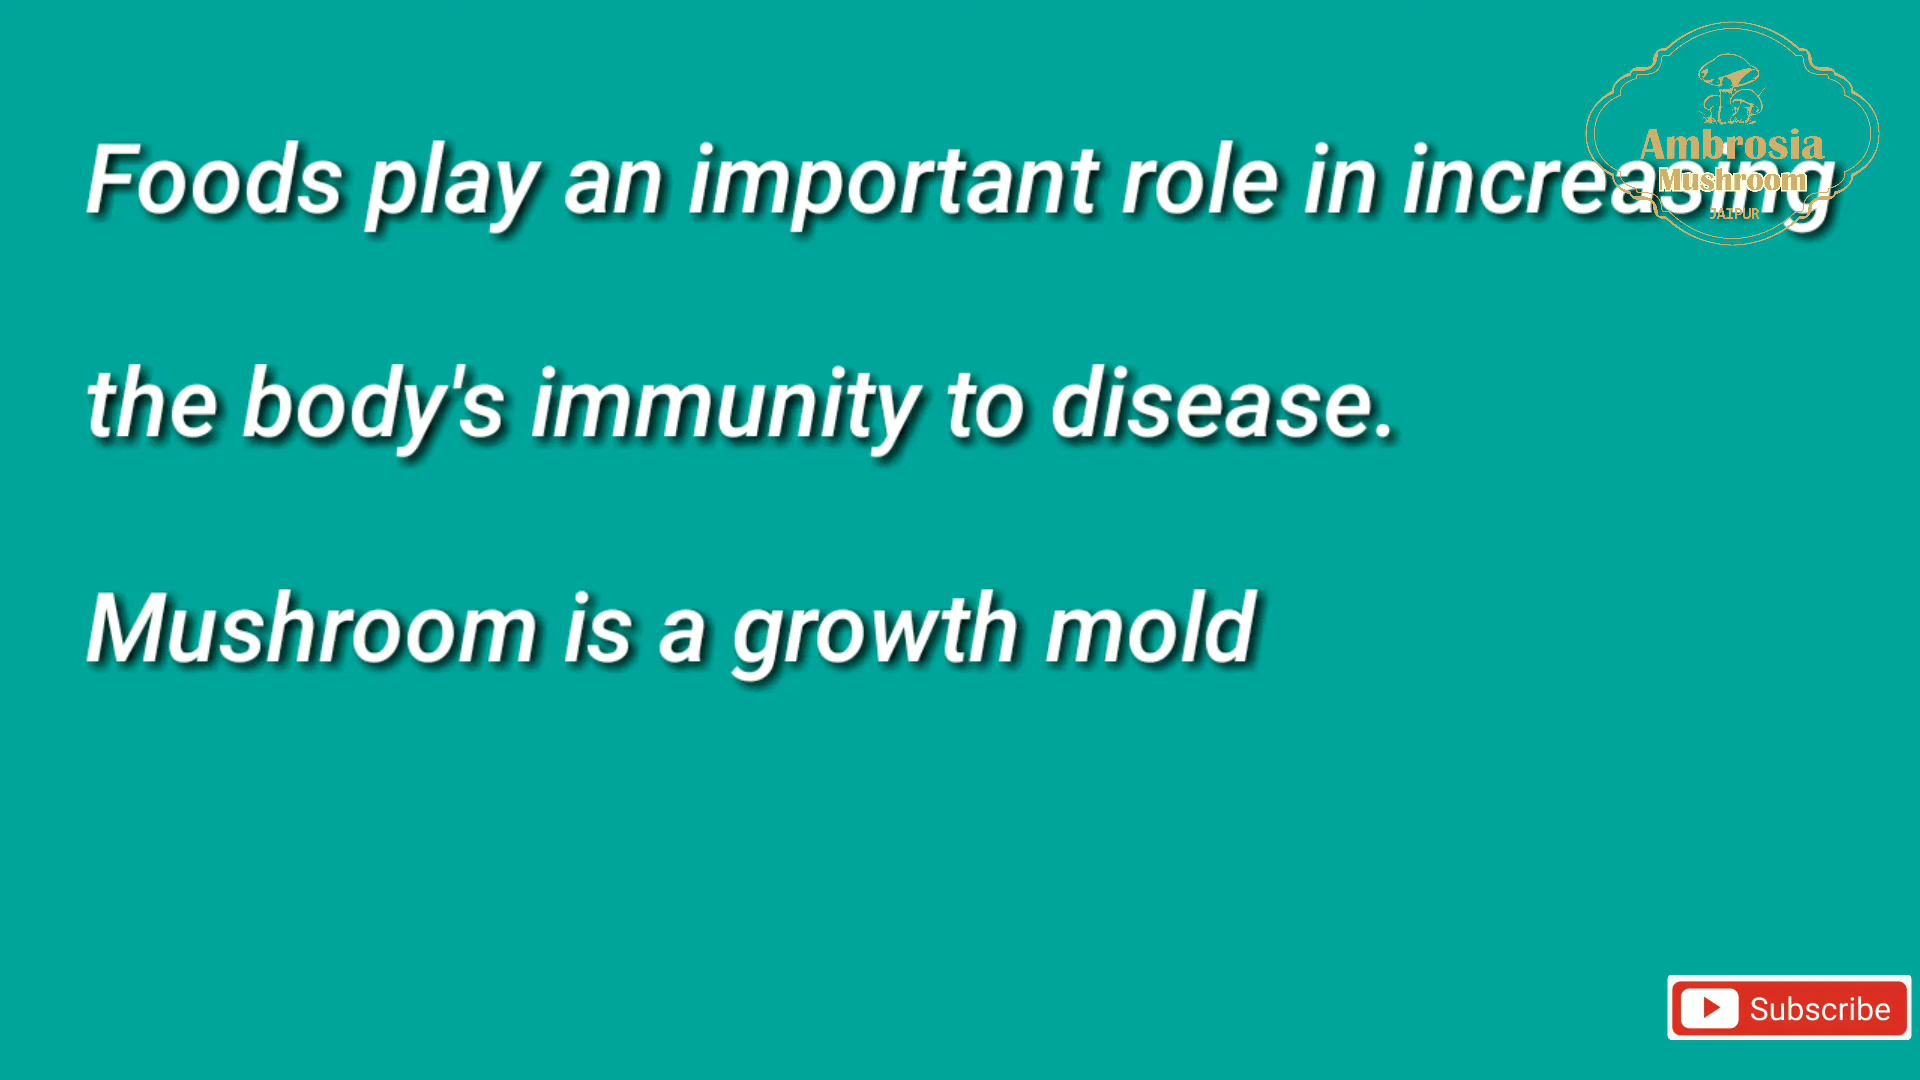 Foods play an important role in increasing
the body's immunity to disease.
Mushroom is a growth mold
Ambrosia
Mushroom
JAIPUR
Subscribe